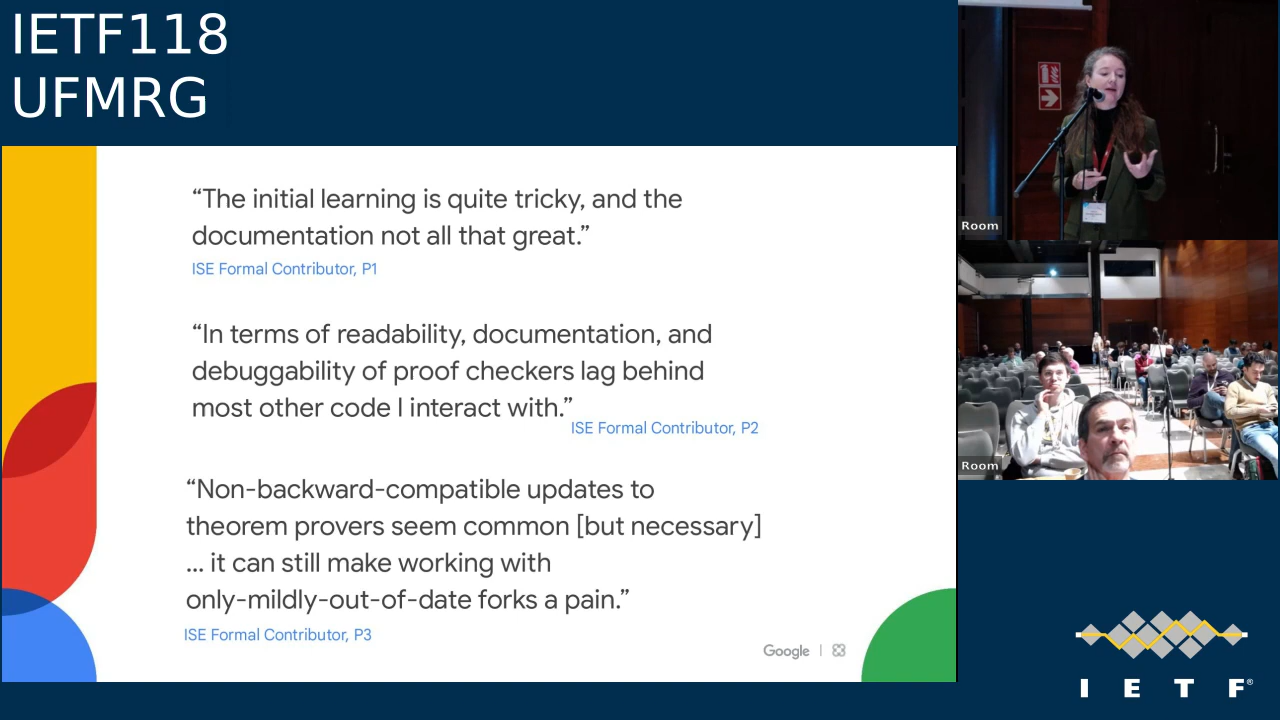 IETF118
UFMRG
“The initial learning is quite tricky, and the
documentation not all that great.”
ISE Formal Contributor, P1
“In terms of readability, documentation, and
debuggability of proof checkers lag behind
most other code I interact with.”
ISE Formal Contributor, P2
“Non-backward-compatible updates to
theorem provers seem common [but necessary]
... it can still make working with
only-mildly-out-of-date forks a pain.”
ISE Formal Contributor, P3
Google
Room
Room
I E T F®